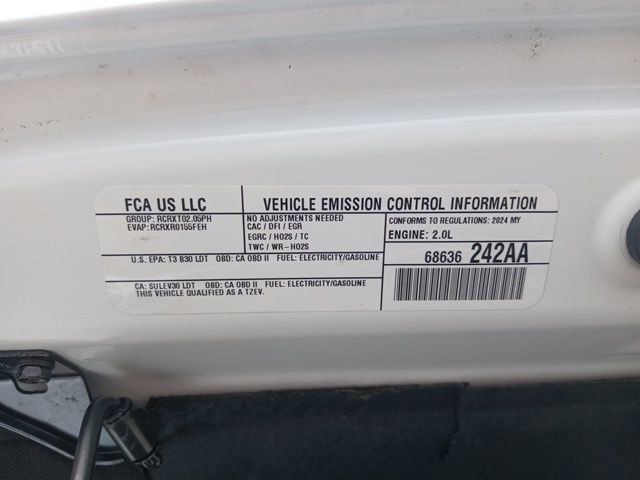 FCA US LLC
GROUP: RCRXT02.05PH
EVAP: RCRXR0155FEH
VEHICLE EMISSION CONTROL INFORMATION
NO ADJUSTMENTS NEEDED
CAC / DFI / EGR
EGRC / HO2S / TC
TWC / WR-HO2S
CONFORMS TO REGULATIONS: 2024 MY
ENGINE: 2.0L
U.S. EPA: T3 B30 LDT OBD: CA OBD II FUEL: ELECTRICITY/GASOLINE
68636 242AA
CA: SULEV30 LDT OBD: CA OBD II FUEL: ELECTRICITY/GASOLINE
THIS VEHICLE QUALIFIED AS A TZEV.